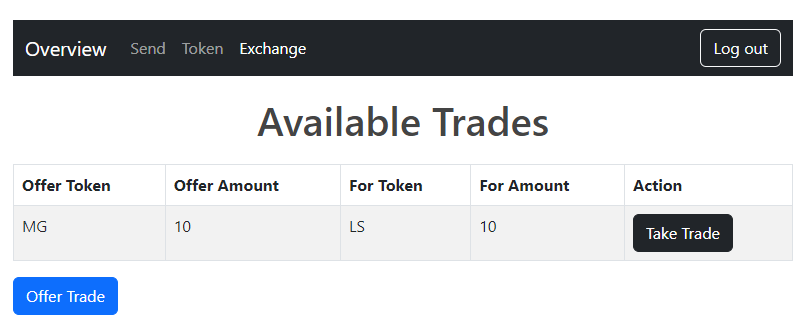 Overview Send Token Exchange Log out
Available Trades
Offer Token Offer Amount For Token For Amount Action
MG 10 LS 10 Take Trade
Offer Trade